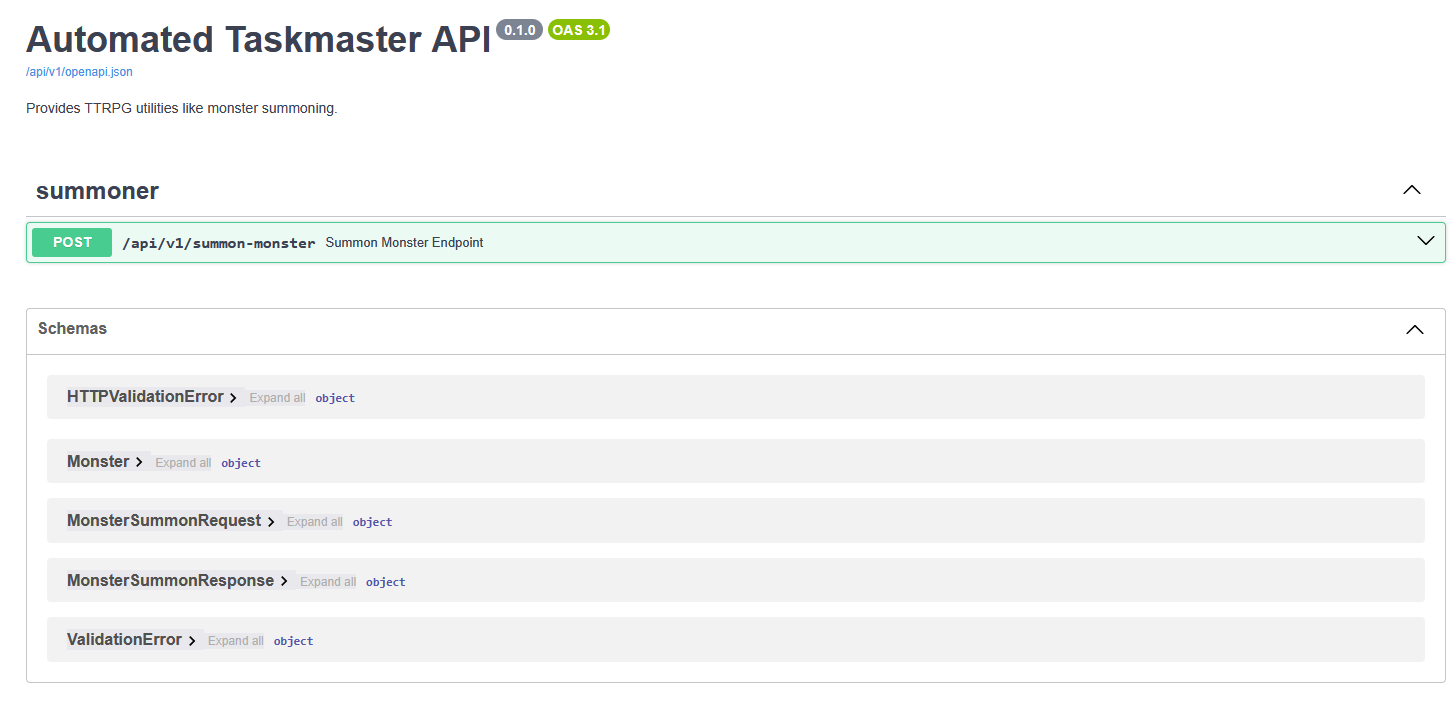 Automated Taskmaster API 0.1.0 OAS 3.1
/api/v1/openapi.json
Provides TTRPG utilities like monster summoning.
summoner
POST /api/v1/summon-monster Summon Monster Endpoint
Schemas
HTTPValidationError Expand all object
Monster Expand all object
MonsterSummonRequest Expand all object
MonsterSummonResponse Expand all object
ValidationError Expand all object